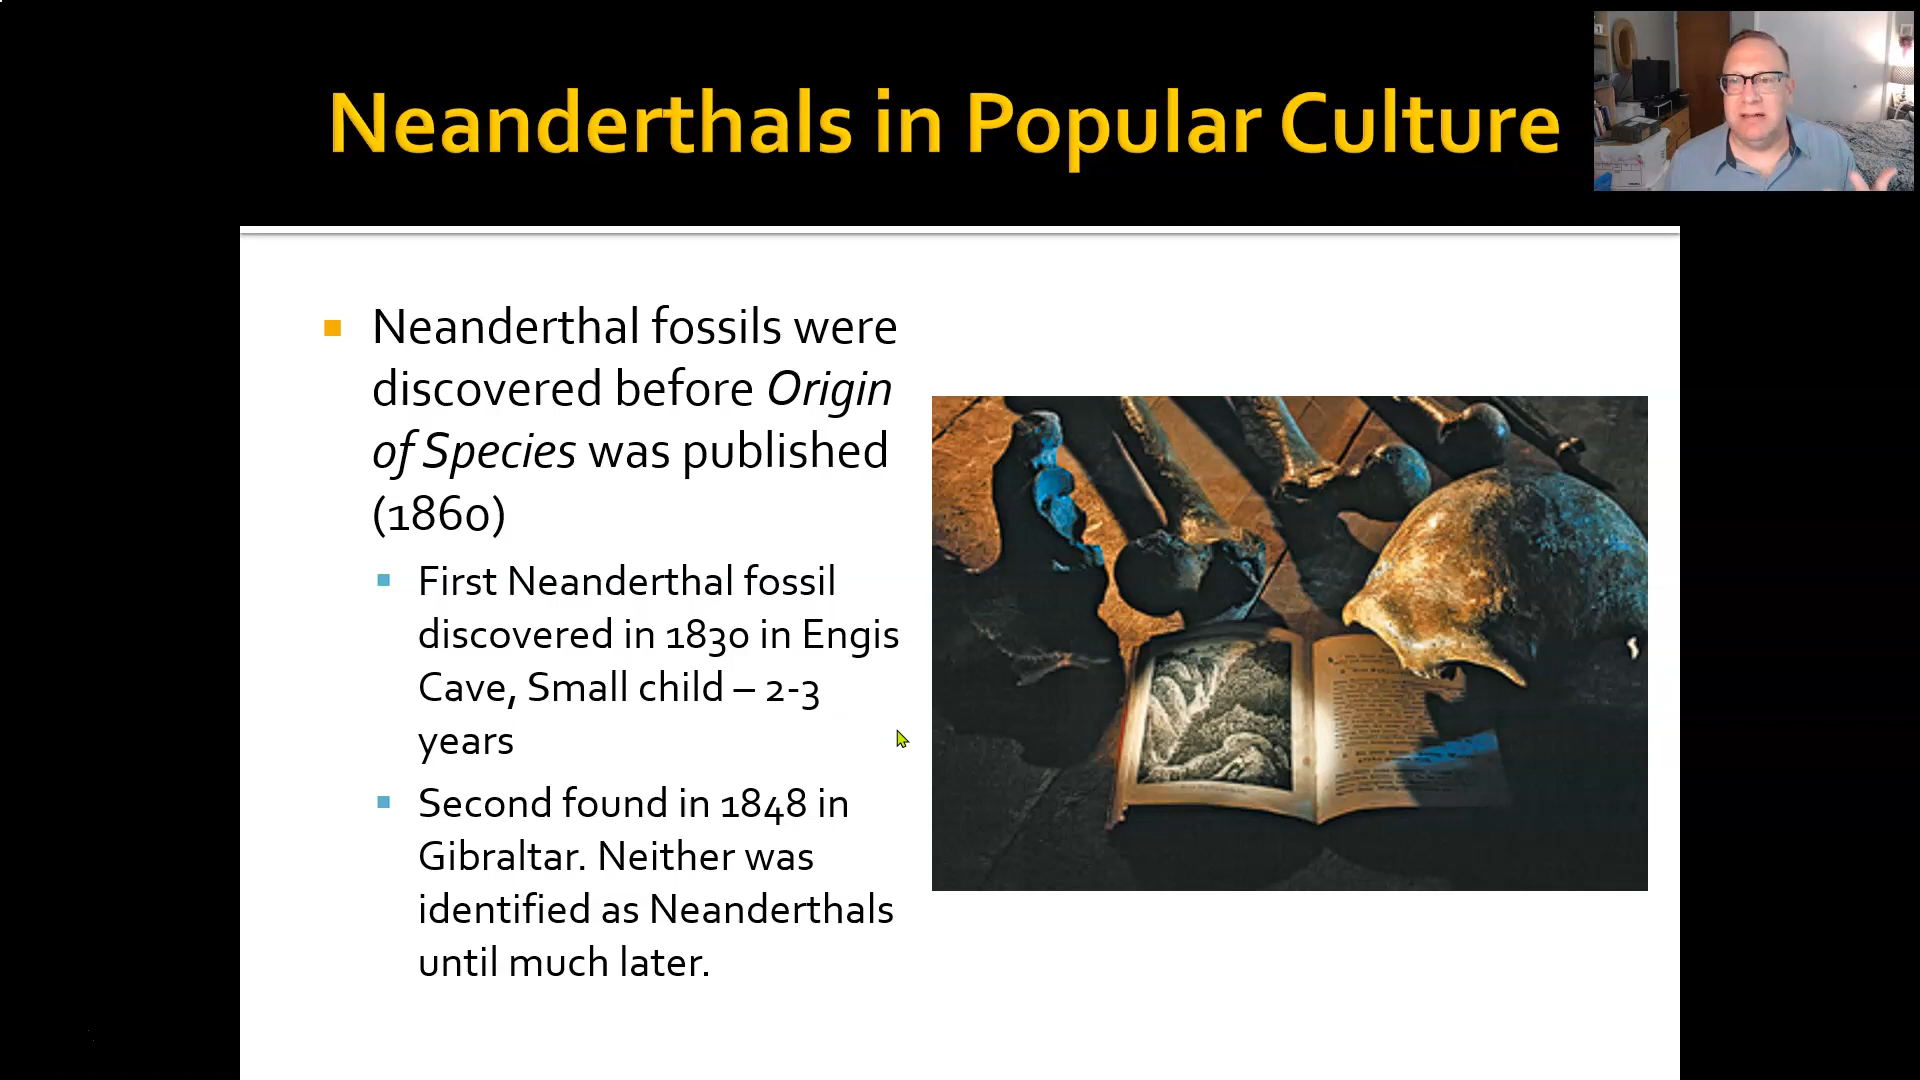 Neanderthals in Popular Culture
Neanderthal fossils were
discovered before Origin
of Species was published
(1860)
First Neanderthal fossil
discovered in 1830 in Engis
Cave, Small child – 2-3
years
Second found in 1848 in
Gibraltar. Neither was
identified as Neanderthals
until much later.